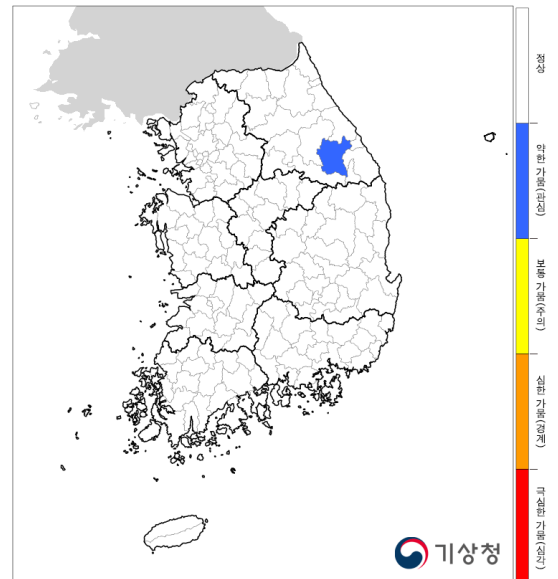 정상
약한 가뭄(관심)
보통 가뭄(주의)
심한 가뭄(경계)
극심한 가뭄(심각)
기상청